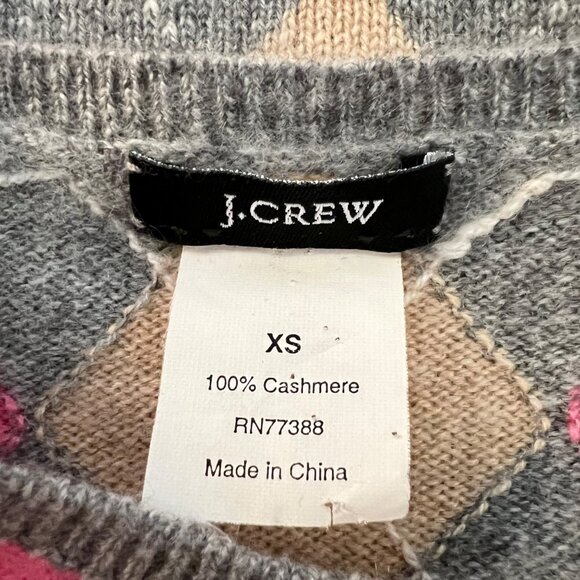 J.CREW
XS
100% Cashmere
RN77388
Made in China